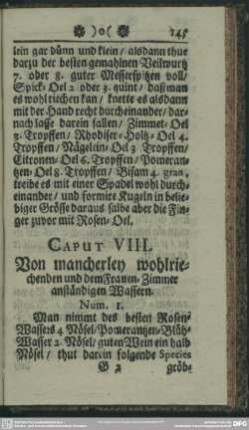 )o( 145
lein gar dünn und klein / alsdann thue
darzu der besten gemahlnen Veilwurtz
7. oder 8. guter Messerspitzen voll /
Spick-Oel 2 oder 3. quint / daß man
es wohl riechen kan / knette es alsdann
mit der Hand recht durcheinander / dar-
nach lasse darein fallen / Zimmet-Oel
3. Tropffen / Rhodiser-Holtz-Oel 4.
Tropffen / Nägelein-Oel 3 Tropffen /
Citronen-Oel 6. Tropffen / Pomeran-
tzen-Oel 8. Tropffen / Bisam 4. gran,
treibe es mit einer Spadel wohl durch-
einander / und formire Kugeln in belie-
biger Grösse daraus salbe aber die Fin-
ger zuvor mit Rosen-Oel.
CAPUT VIII.
Von mancherley wohlrie-
chenden und dem Frauen-Zimmer
anständigen Wassern.
Num. 1.
Man nimmt des besten Rosen-
Wassers 4 Nösel / Pomerantzen-Blüh-
Wasser 2 Nösel / guten Wein ein halb
Nösel / thut darein folgende Species
G 2 gröb-